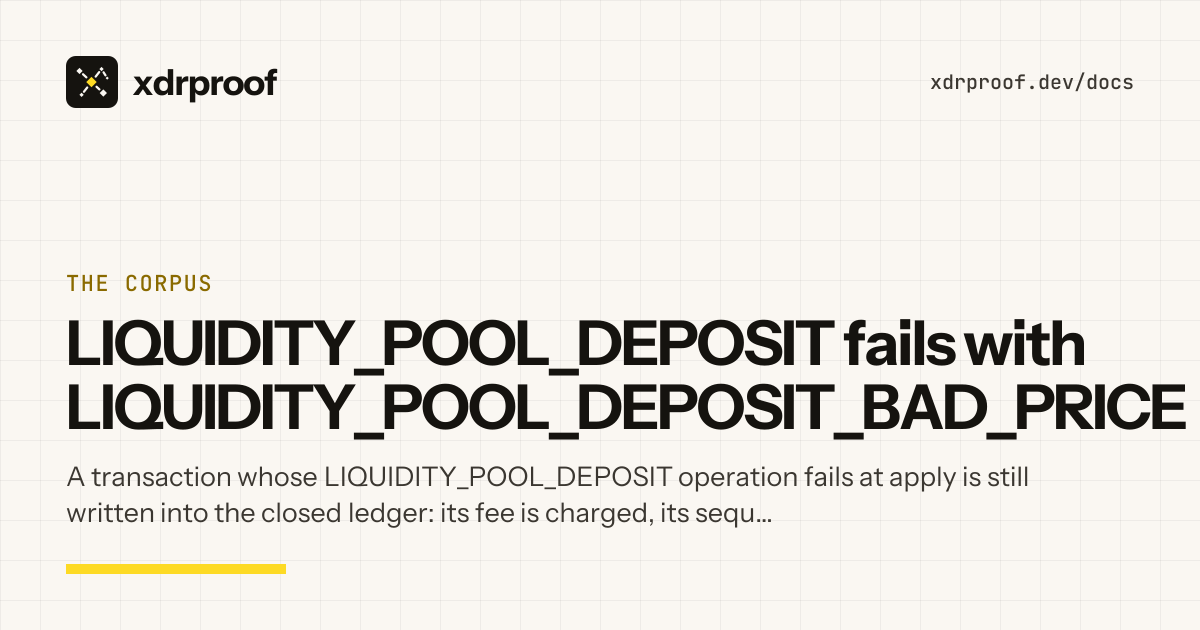 xdrproof
xdrproof.dev/docs
THE CORPUS
LIQUIDITY_POOL_DEPOSIT fails with
LIQUIDITY_POOL_DEPOSIT_BAD_PRICE
A transaction whose LIQUIDITY_POOL_DEPOSIT operation fails at apply is still
written into the closed ledger: its fee is charged, its sequ…